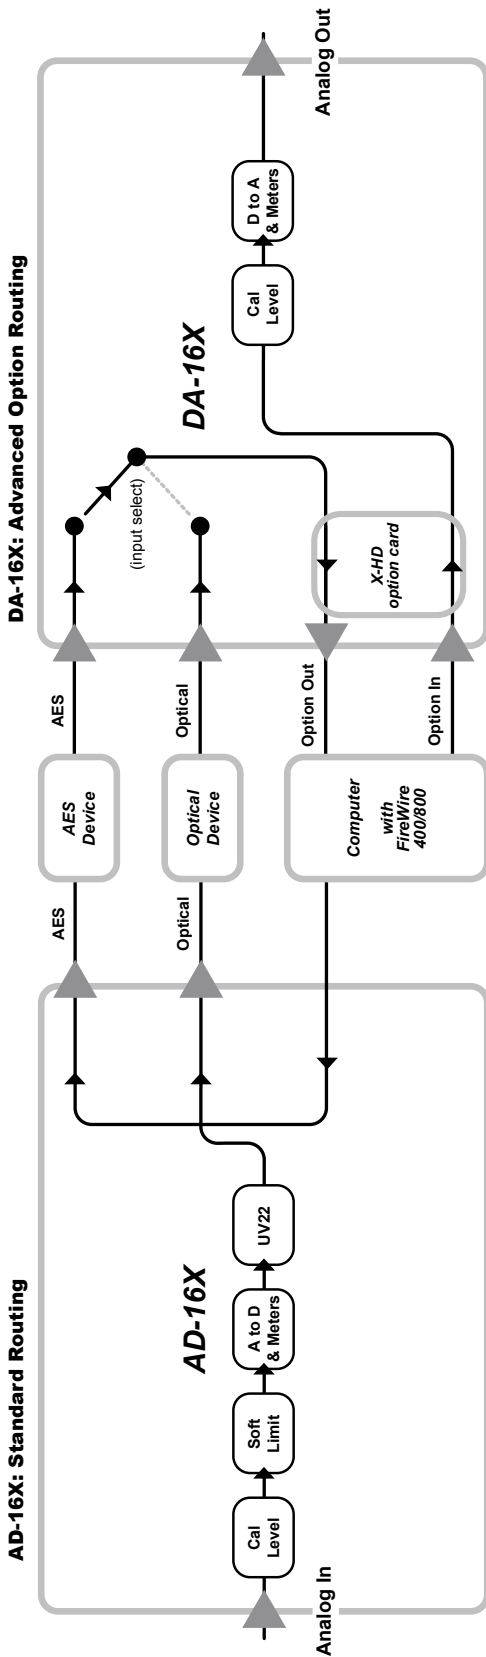 AD-16X: Standard Routing
Analog In
Cal
Level
Soft
Limit
A to D
& Meters
UV22
AD-16X
AES
Optical
AES
Device
Optical
Device
Computer
with
FireWire
400/800
DA-16X: Advanced Option Routing
AES
Optical
Option Out
Option In
(input select)
X-HD
option card
DA-16X
Cal
Level
D to A
& Meters
Analog Out